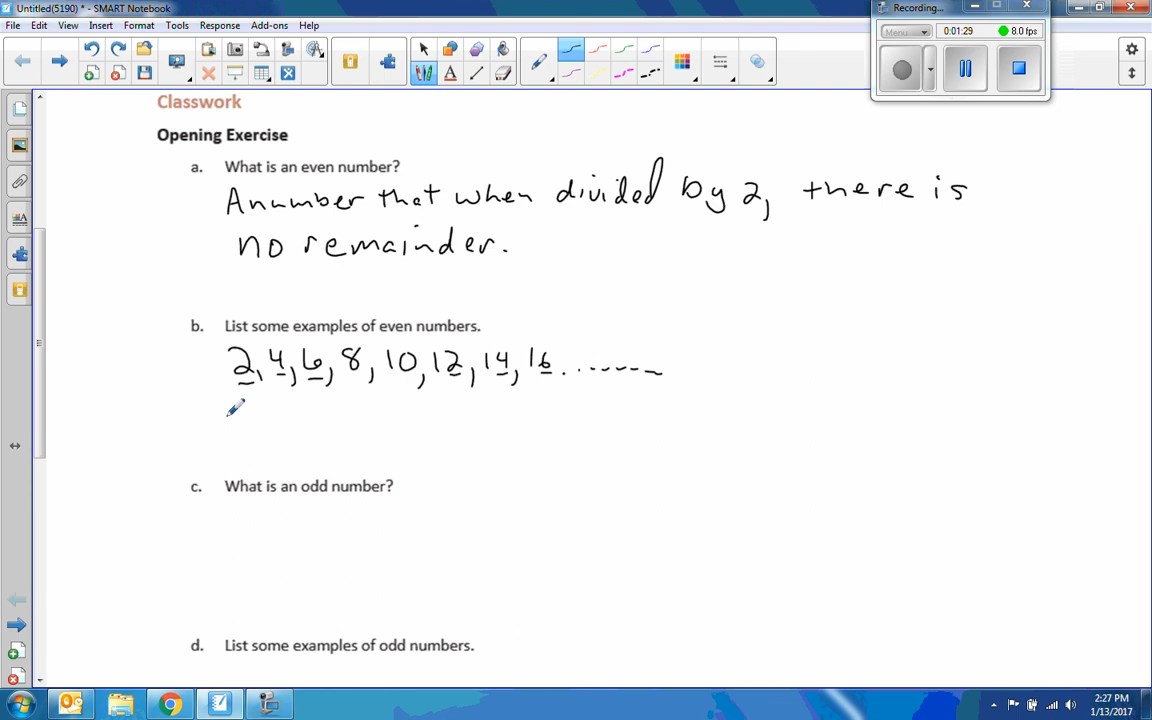 Untitled(5190) * - SMART Notebook
Recording...
File Edit View Insert Format Tools Response Add-ons Help
Menu 0:01:29 8.0 fps
Classwork
Opening Exercise
a. What is an even number?
A number that when divided by 2, there is
no remainder.
b. List some examples of even numbers.
2, 4, 6, 8, 10, 12, 14, 16 .........
c. What is an odd number?
d. List some examples of odd numbers.
2:27 PM
1/13/2017